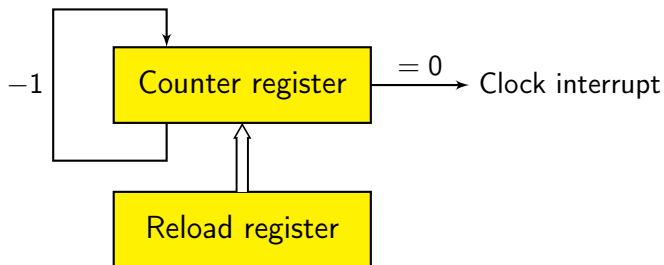 = 0
−1
Counter register
Clock interrupt
Reload register